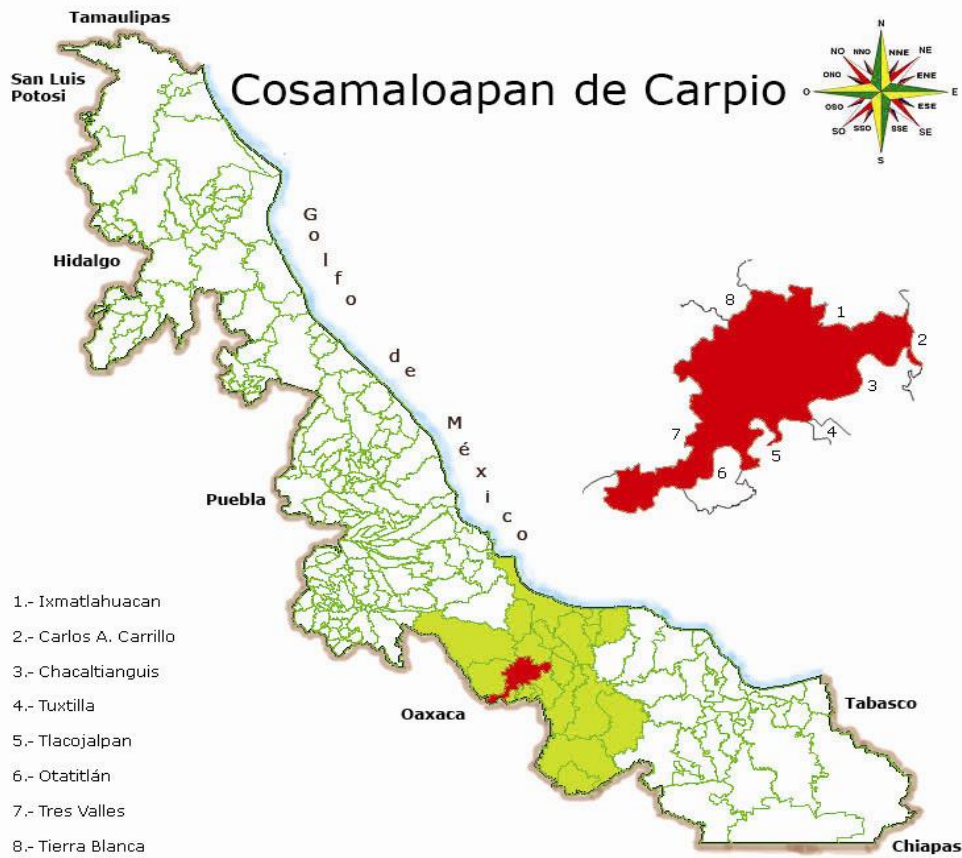 Tamaulipas
San Luis
Potosi
Cosamaloapan de Carpio
N
NNO
NNE
NO
NE
ONO
ENE
O
E
OSO
ESE
SO
SSO
SSE
SE
S
Golfo
de
México
Hidalgo
Puebla
Oaxaca
Tabasco
Chiapas
8
1
2
3
4
7
5
6
1.- Ixmatlahuacan
2.- Carlos A. Carrillo
3.- Chacaltianguis
4.- Tuxtilla
5.- Tlacojalpan
6.- Otatitlán
7.- Tres Valles
8.- Tierra Blanca